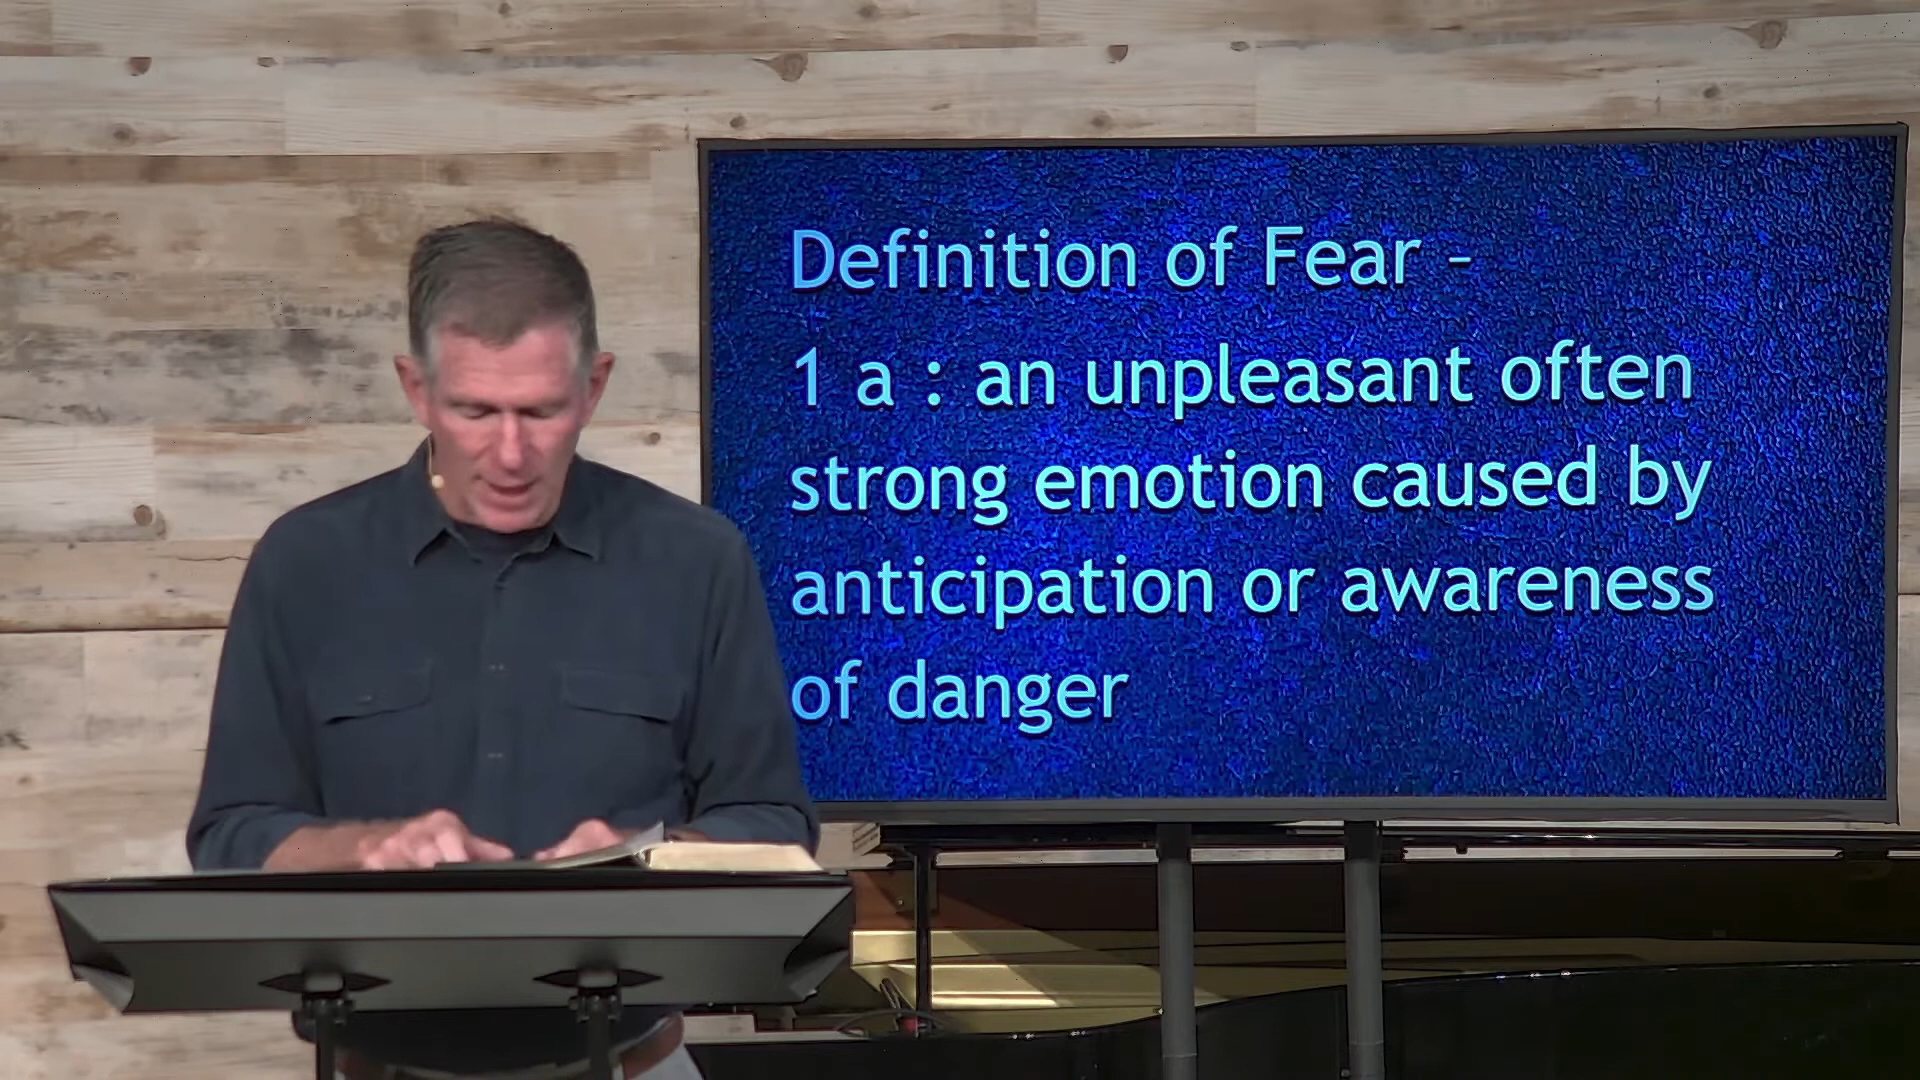 Definition of Fear –
1 a : an unpleasant often
strong emotion caused by
anticipation or awareness
of danger